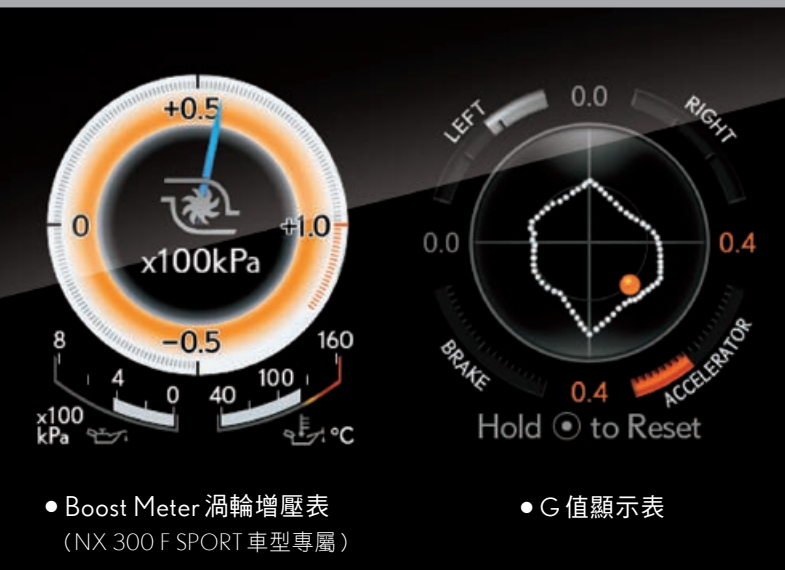 +0.5
0
+1.0
x100kPa
-0.5
8
4
0
x100
kPa
40
100
160
°C
LEFT
0.0
RIGHT
0.0
0.4
BRAKE
0.4
ACCELERATOR
Hold ⦿ to Reset
● Boost Meter 渦輪增壓表
(NX 300 F SPORT 車型專屬)
● G 值顯示表